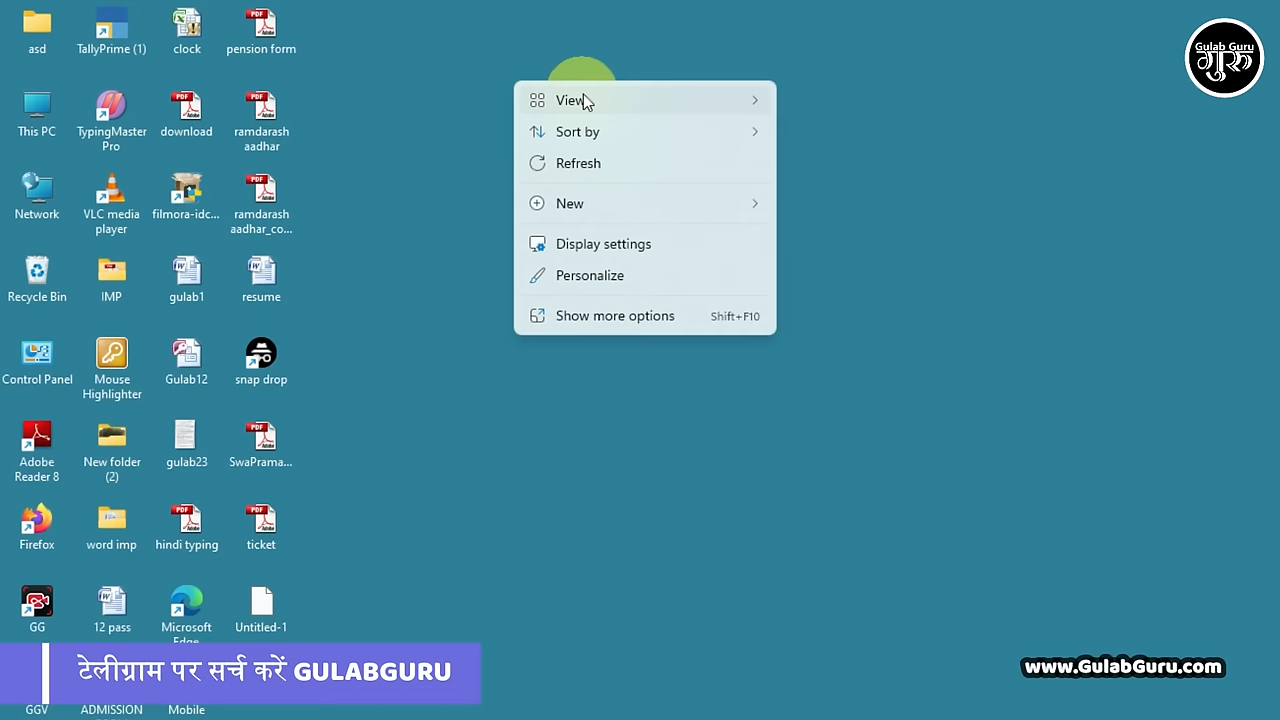 asd
TallyPrime (1)
clock
pension form
This PC
TypingMaster
Pro
download
ramdarash
aadhar
Network
VLC media
player
filmora-idc...
ramdarash
aadhar_co...
Recycle Bin
IMP
gulab1
resume
Control Panel
Mouse
Highlighter
Gulab12
snap drop
Adobe
Reader 8
New folder
(2)
gulab23
SwaPrama...
Firefox
word imp
hindi typing
ticket
GG
12 pass
Microsoft
Edge
Untitled-1
GGV
ADMISSION
Mobile
View
Sort by
Refresh
New
Display settings
Personalize
Show more options Shift+F10
Gulab Guru
गुरु
टेलीग्राम पर सर्च करें GULABGURU
www.GulabGuru.com